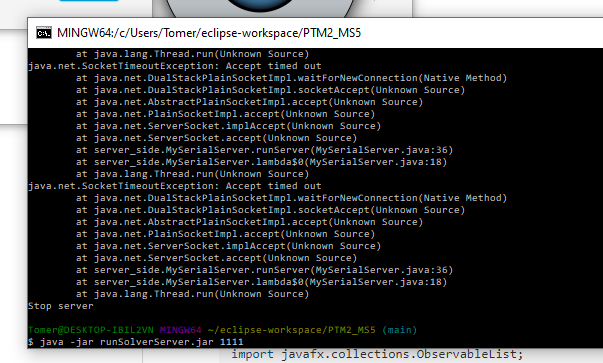 MINGW64:/c/Users/Tomer/eclipse-workspace/PTM2_MS5
at java.lang.Thread.run(Unknown Source)
java.net.SocketTimeoutException: Accept timed out
at java.net.DualStackPlainSocketImpl.waitForNewConnection(Native Method)
at java.net.DualStackPlainSocketImpl.socketAccept(Unknown Source)
at java.net.AbstractPlainSocketImpl.accept(Unknown Source)
at java.net.PlainSocketImpl.accept(Unknown Source)
at java.net.ServerSocket.implAccept(Unknown Source)
at java.net.ServerSocket.accept(Unknown Source)
at server_side.MySerialServer.runServer(MySerialServer.java:36)
at server_side.MySerialServer.lambda$0(MySerialServer.java:18)
at java.lang.Thread.run(Unknown Source)
java.net.SocketTimeoutException: Accept timed out
at java.net.DualStackPlainSocketImpl.waitForNewConnection(Native Method)
at java.net.DualStackPlainSocketImpl.socketAccept(Unknown Source)
at java.net.AbstractPlainSocketImpl.accept(Unknown Source)
at java.net.PlainSocketImpl.accept(Unknown Source)
at java.net.ServerSocket.implAccept(Unknown Source)
at java.net.ServerSocket.accept(Unknown Source)
at server_side.MySerialServer.runServer(MySerialServer.java:36)
at server_side.MySerialServer.lambda$0(MySerialServer.java:18)
at java.lang.Thread.run(Unknown Source)
Stop server
Tomer@DESKTOP-IBIL2VN MINGW64 ~/eclipse-workspace/PTM2_MS5 (main)
$ java -jar runSolverServer.jar 1111
import javafx.collections.ObservableList;